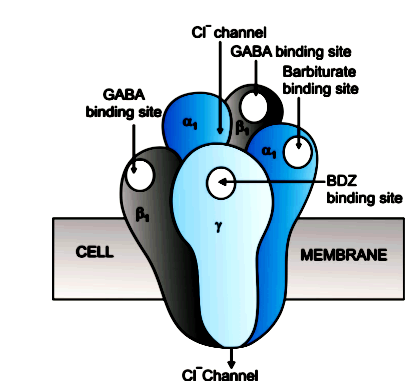 Cl⁻ channel
GABA binding site
Barbiturate
binding site
GABA
binding site
α₁
β₁
α₁
BDZ
binding site
β₁
γ
CELL
MEMBRANE
Cl⁻Channel